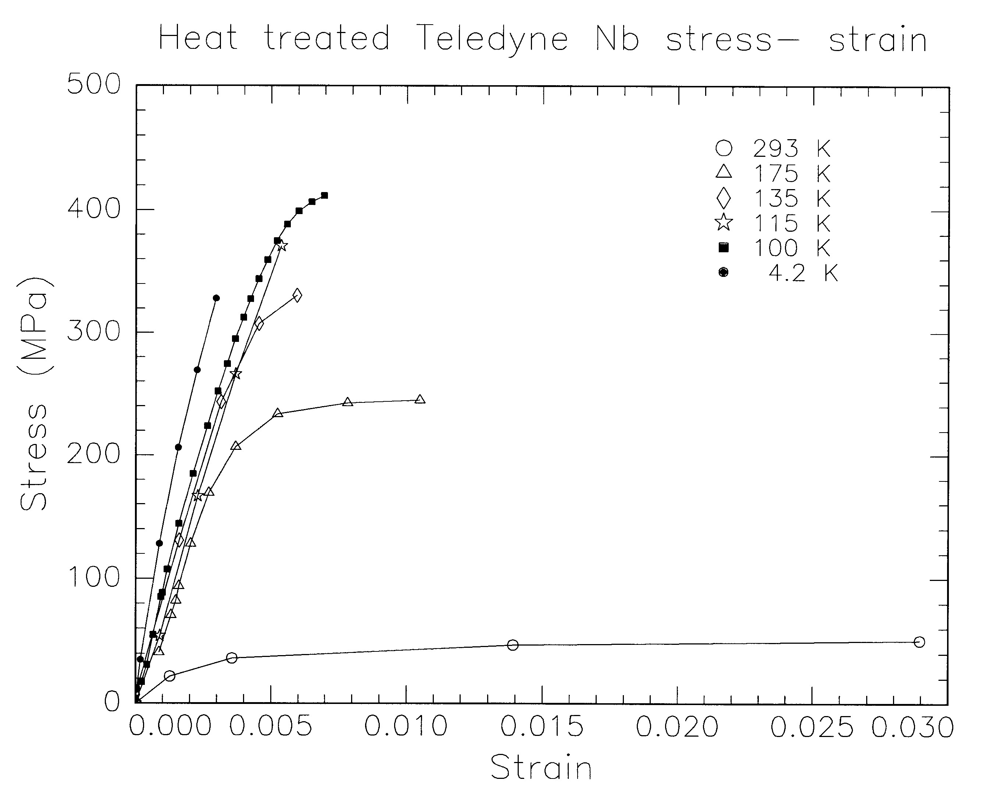 Heat treated Teledyne Nb stress- strain
500
400
300
200
100
0
Stress (MPa)
293 K
175 K
135 K
115 K
100 K
4.2 K
0.000 0.005 0.010 0.015 0.020 0.025 0.030
Strain